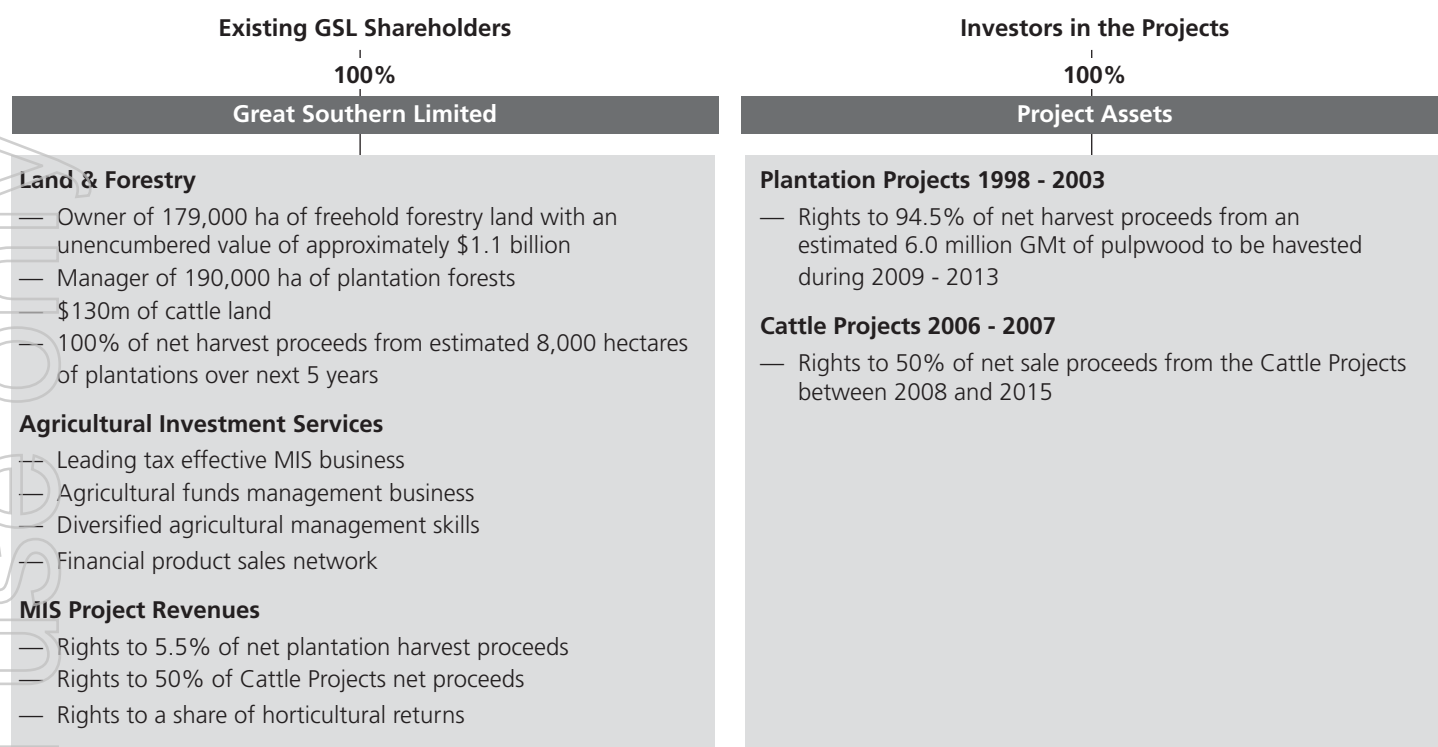 Existing GSL Shareholders
100%
Great Southern Limited
Land & Forestry
— Owner of 179,000 ha of freehold forestry land with an
unencumbered value of approximately $1.1 billion
— Manager of 190,000 ha of plantation forests
— $130m of cattle land
— 100% of net harvest proceeds from estimated 8,000 hectares
of plantations over next 5 years
Agricultural Investment Services
— Leading tax effective MIS business
— Agricultural funds management business
— Diversified agricultural management skills
— Financial product sales network
MIS Project Revenues
— Rights to 5.5% of net plantation harvest proceeds
— Rights to 50% of Cattle Projects net proceeds
— Rights to a share of horticultural returns
Investors in the Projects
100%
Project Assets
Plantation Projects 1998 - 2003
— Rights to 94.5% of net harvest proceeds from an
estimated 6.0 million GMt of pulpwood to be havested
during 2009 - 2013
Cattle Projects 2006 - 2007
— Rights to 50% of net sale proceeds from the Cattle Projects
between 2008 and 2015
use only